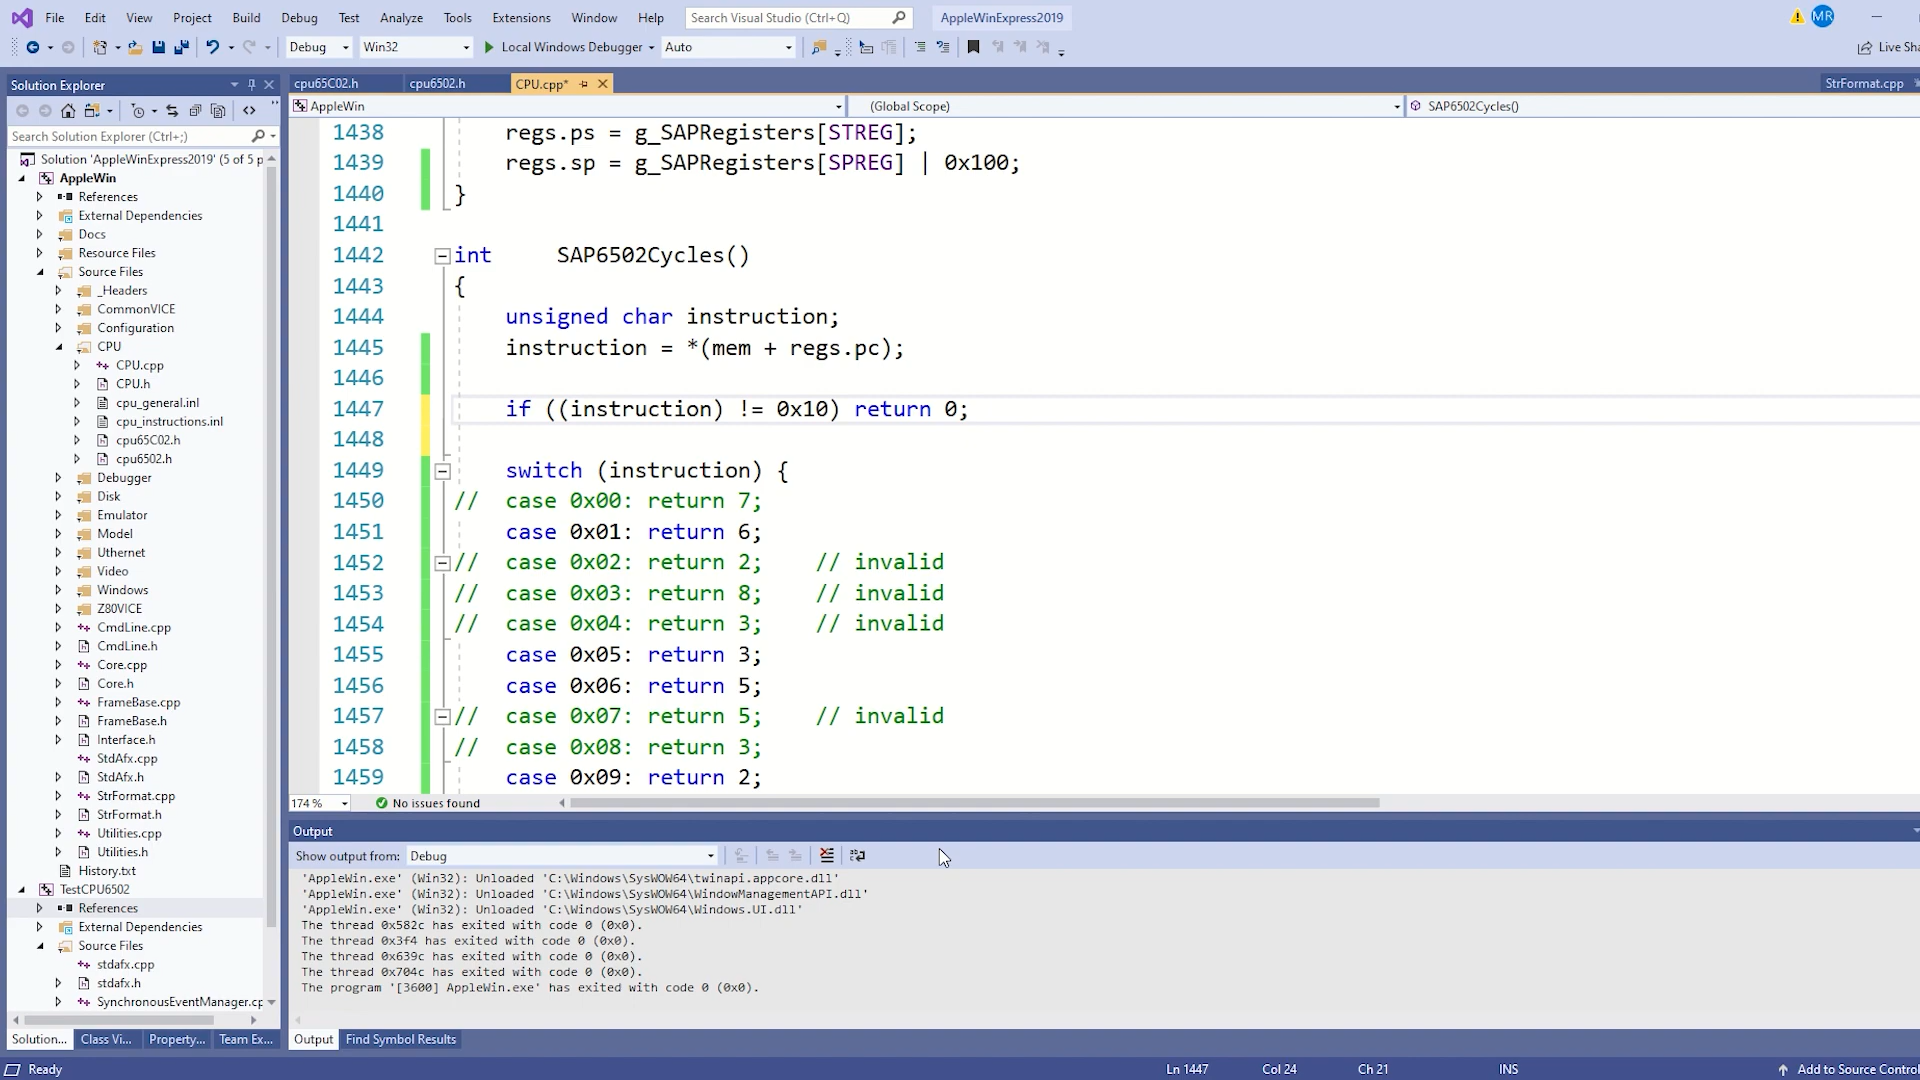 File Edit View Project Build Debug Test Analyze Tools Extensions Window Help Search Visual Studio (Ctrl+Q) AppleWinExpress2019 MR
Debug Win32 Local Windows Debugger Auto Live Sha
Solution Explorer
Search Solution Explorer (Ctrl+;)
Solution 'AppleWinExpress2019' (5 of 5 p
AppleWin
References
External Dependencies
Docs
Resource Files
Source Files
_Headers
CommonVICE
Configuration
CPU
CPU.cpp
CPU.h
cpu_general.inl
cpu_instructions.inl
cpu65C02.h
cpu6502.h
Debugger
Disk
Emulator
Model
Uthernet
Video
Windows
Z80VICE
CmdLine.cpp
CmdLine.h
Core.cpp
Core.h
FrameBase.cpp
FrameBase.h
Interface.h
StdAfx.cpp
StdAfx.h
StrFormat.cpp
StrFormat.h
Utilities.cpp
Utilities.h
History.txt
TestCPU6502
References
External Dependencies
Source Files
stdafx.cpp
stdafx.h
SynchronousEventManager.cp
Solution... Class Vi... Property... Team Ex...
cpu65C02.h cpu6502.h CPU.cpp* StrFormat.cpp
AppleWin (Global Scope) SAP6502Cycles()
1438 regs.ps = g_SAPRegisters[STREG];
1439 regs.sp = g_SAPRegisters[SPREG] | 0x100;
1440 }
1441
1442 int SAP6502Cycles()
1443 {
1444 unsigned char instruction;
1445 instruction = *(mem + regs.pc);
1446
1447 if ((instruction) != 0x10) return 0;
1448
1449 switch (instruction) {
1450 // case 0x00: return 7;
1451 case 0x01: return 6;
1452 // case 0x02: return 2; // invalid
1453 // case 0x03: return 8; // invalid
1454 // case 0x04: return 3; // invalid
1455 case 0x05: return 3;
1456 case 0x06: return 5;
1457 // case 0x07: return 5; // invalid
1458 // case 0x08: return 3;
1459 case 0x09: return 2;
174 % No issues found
Output
Show output from: Debug
'AppleWin.exe' (Win32): Unloaded 'C:\Windows\SysWOW64\twinapi.appcore.dll'
'AppleWin.exe' (Win32): Unloaded 'C:\Windows\SysWOW64\WindowManagementAPI.dll'
'AppleWin.exe' (Win32): Unloaded 'C:\Windows\SysWOW64\Windows.UI.dll'
The thread 0x582c has exited with code 0 (0x0).
The thread 0x3f4 has exited with code 0 (0x0).
The thread 0x639c has exited with code 0 (0x0).
The thread 0x704c has exited with code 0 (0x0).
The program '[3600] AppleWin.exe' has exited with code 0 (0x0).
Output Find Symbol Results
Ready Ln 1447 Col 24 Ch 21 INS Add to Source Control